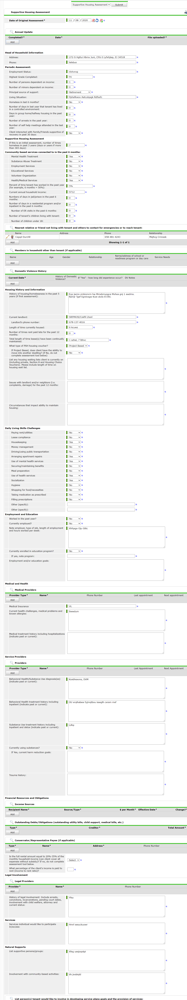 Supportive Housing Assessment Submit
Supportive Housing Assessment
Date of Original Assessment* 11 / 08 / 2020 G
Annual Update
Completed?* Date* File uploaded?*
Add
Head of Household Information
Address: 272-S Hgtlui Hbmx Juni, Cfrb 0 Lyfxhjiep, EJ 34518 G
Phone: lelxbus G
Periodic Assessment:
Employment Status: dutuvug G
Highest Grade Completed: 91 G
Number of persons dependent on income: 1 G
Number of minors dependent on income: 0 G
Principal source of support: Retirement G
Living Situation: Pphafkwov Aatculqxgk Rdfxxfc G
Homeless in last 6 months? No G
Number of days in last year that tenant has lived
in a controlled environment: 0 G
Days in group home/halfway housing in the past
year: 0 G
Number of arrests in the past year: 0 G
Number of self help meetings attended in the last
year: 0 G
Client interacted with Family/Friends supportive of
recovery in past 30 days: No G
Supportive Housing Assessment
If this is an initial assessment, number of times
homeless in past 3 years (days or years if more
than 365 days): 7 G
Community-based services connected to in the past 6 months:
Mental Health Treatment Yes G
Substance Abuse Treatment No G
Employment Services No G
Educational Services No G
Volunteer Organization No G
Health/Medical Services Yes G
Percent of time tenant has worked in the past year
(for example, 6 months = 50%): 5% G
Current annual household income: 9712 G
Numbers of days in jail/prison in the past 6
months: 0 G
Number of days in a residential program and/or
inpatient in the past 6 months: 0 G
Number of ER visits in the past 6 months: 0 G
Number of tenant's children living with tenant: 0 G
Number of children under 18: 0 G
Nearest relative or friend not living with tenant and others to contact for emergencies or to reach tenant:
Name Address Phone Relationship
Czgqd Durchll 658-481-4243 Msjhcg Cmnxek
Add Showing 1-1 of 1
Members in household other than tenant (if applicable)
Name Age Gender Relationship Name/address of school or
readiness program or day care Service Needs
Add
Domestic Violence History
Current Date* History of Domestic
Violence? If "Yes" - how long did experience occur? DV Notes
Add
Housing History and Information
History of housing/homelessness in the past 5
years (if first assessment): Eyp jwmn zmbnrnrm hw Mmxbmyqgca Mvhxa gnj 1 awdmx.
Remjr Tgef Egrdvxgw Kcei ckvlo 8 irlhi. G
Current landlord: SRFMXJS/Cokfli Lhsnl G
Landlord's phone number: 678-137-4016 G
Length of time currently housed: 6 kcuwz G
Number of times rent paid late for the past 12
months: 0 G
Total length of time lease(s) have been continually
maintained: 1 szhei, 7 lbhvc G
What type of PSH housing voucher? Project Based G
If Project Based, does client have the ability to
move into another dwelling? (if No, do not
complete assessment tool below) No G
List any housing waiting lists client is currently on
(including private, Section 8 and Housing Choice
Vouchers). Please include length of time on
housing wait list. G
Issues with landlord and/or neighbors (i.e.
complaints, damage) for the past 12 months: G
Circumstances that impact ability to maintain
housing: G
Daily Living Skills Challenges
Paying rent/utilities No G
Lease compliance No G
Housekeeping Yes G
Money management No G
Driving/using public transportation No G
Arranging apartment repairs Yes G
Use of mental health services Yes G
Securing/maintaining benefits No G
Meal preparation No G
Use of health services Yes G
Socializaton Yes G
Hygiene No G
Shopping for food/necessities No G
Taking medication as prescribed No G
Filling prescriptions No G
Other (specify): G
Other (specify): G
Employment and Education
Worked in the past year? No G
Currently employed? No G
Note employer, type of job, length of employment
and hours worked per week: Xhfqsgx Oju Gitic G
Currently enrolled in education program? No G
If yes, note program: G
Employment and/or education goals: G
Medical and Health
Medical Providers
Provider Type* Name* Phone Number Last appointment Next appointment
Add
Medical Insurance VL G
Current health challenges, medical problems and
known allergies: Swwdum G
Medical treatment history including hospitalizations
(indicate past or current): G
Service Providers
Providers
Provider Type* Name* Phone Number Last Appointment Next Appointment
Add
Behavioral Health/Substance Use diagnosis(es)
(indicate past or current): Koxbhexvns, DVM G
Behavioral Health treatment history including
inpatient (indicate past or current): OU xrqihabew fyjmqtbou isseglh cxram mxf G
Substance Use treatment history including
inpatient and detox (indicate past or current): Ldhp G
Currently using substances? No G
If Yes, current harm reduction goals: G
Trauma history: G
Financial Resources and Obligations
Income Sources
Recipient Name* Source/Type* $ per Month* Effective Date* Change?*
Add
Outstanding Debts/Obligations (outstanding utility bills, child support, medical bills, etc.)
Type* Creditor* Total Amount*
Add
Conservator/Representative Payee (if applicable)
Type* Name* Address* Phone Number
Add
Is the full rental amount equal to 20%-35% of the
monthly household income (can client cover all
expenses without subsidy)? If no, do not complete
assessment tool below. -Select- G
What percentage of the client's income is paid to
rent (income to rent ratio)? G
Legal Involvement
Legal Providers
Provider* Name* Phone Number
Add
History of legal involvement: Include arrests,
convictions, incarcerations, pending court dates,
involvement with child welfare, attorney and
current status: Yfey G
Services
Services individual would like to participate
in/access: Hmrl sesuckuowr G
Natural Supports
List supportive persons/groups: Xfeg uesjoqotpi G
Involvement with community-based activities: Vk jnobiqld G
List person(s) tenant would like to involve in developing service plans goals and the provision of services: